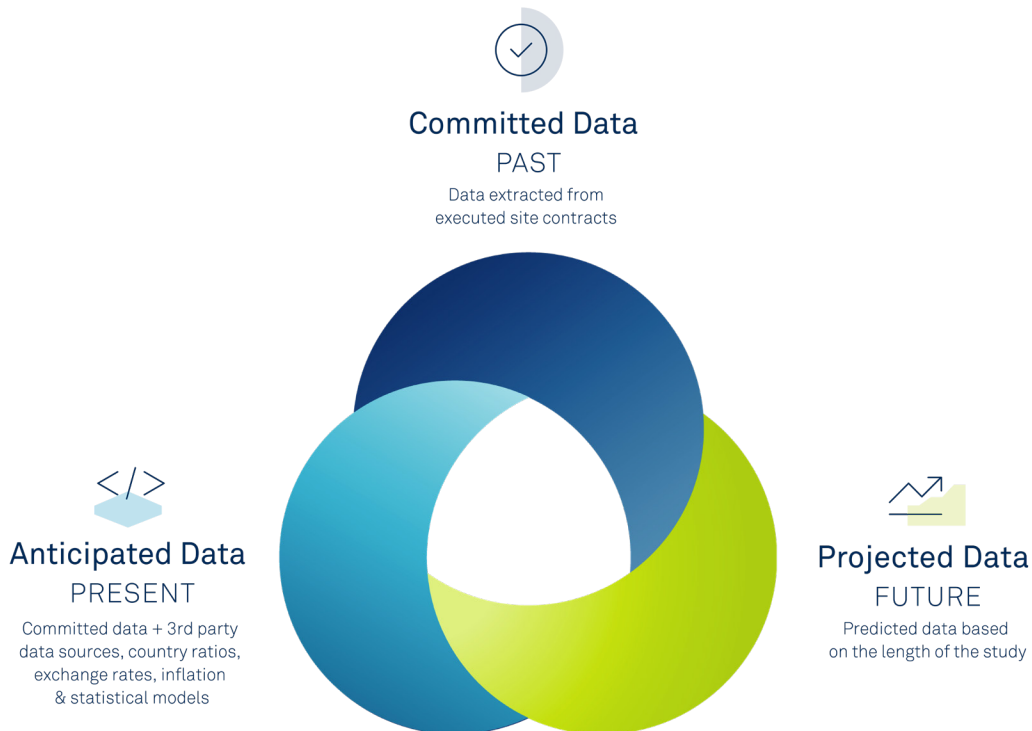 Committed Data
PAST
Data extracted from
executed site contracts
Anticipated Data
PRESENT
Committed data + 3rd party
data sources, country ratios,
exchange rates, inflation
& statistical models
Projected Data
FUTURE
Predicted data based
on the length of the study